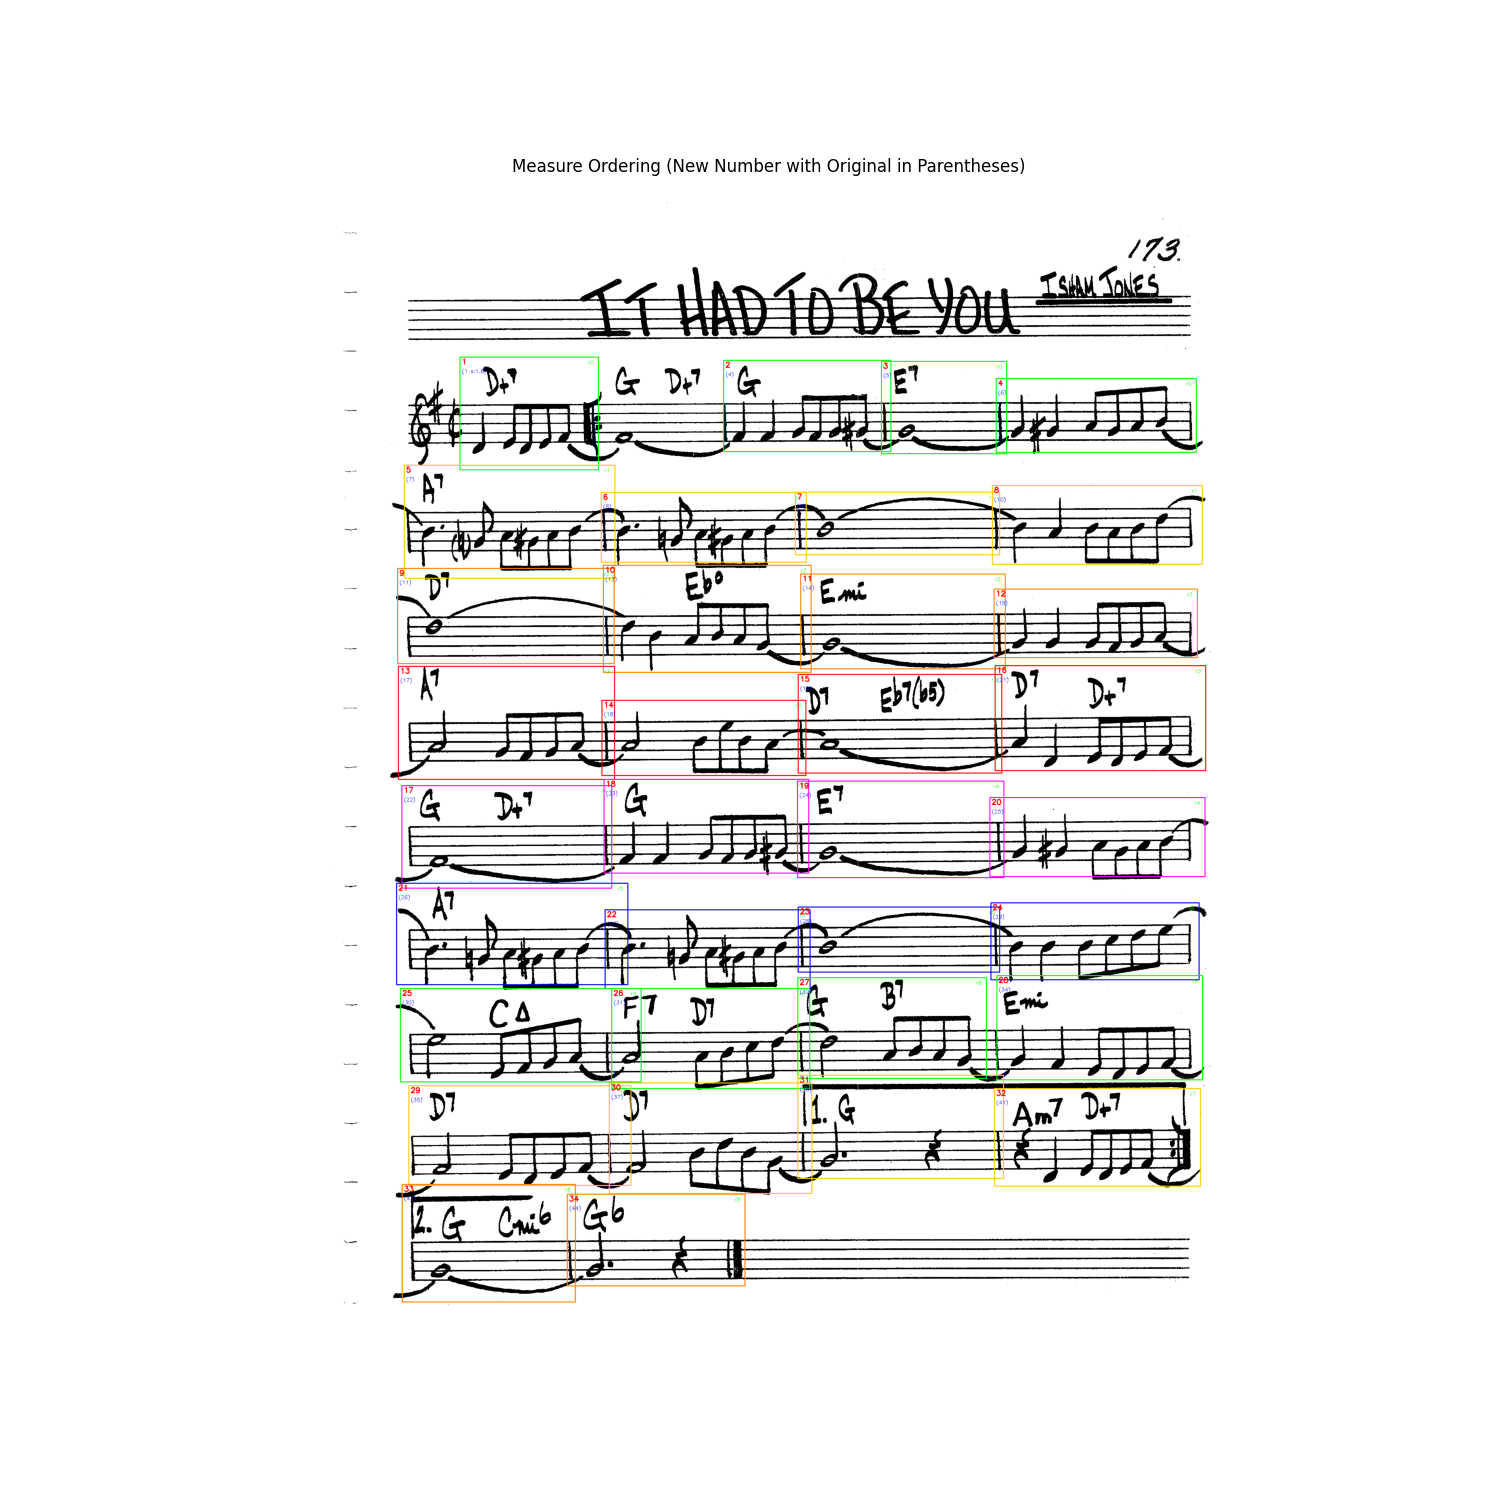 Measure Ordering (New Number with Original in Parentheses)
173.
IT HAD TO BE YOU
ISHAM JONES
1 2 3 4
D+7 G D+7 G E7
5 6 7 8
A7
9 10 11 12
D7 Eb° Emi
13 14 15 16
A7 D7 Eb7(b5) D7 D+7
17 18 19 20
G D+7 G E7
21 22 23 24
A7
25 26 27 28
C∆ F7 D7 G B7 Emi
29 30 31 32
D7 D7 1. G Am7 D+7
33 34
2. G Cmi6 G6